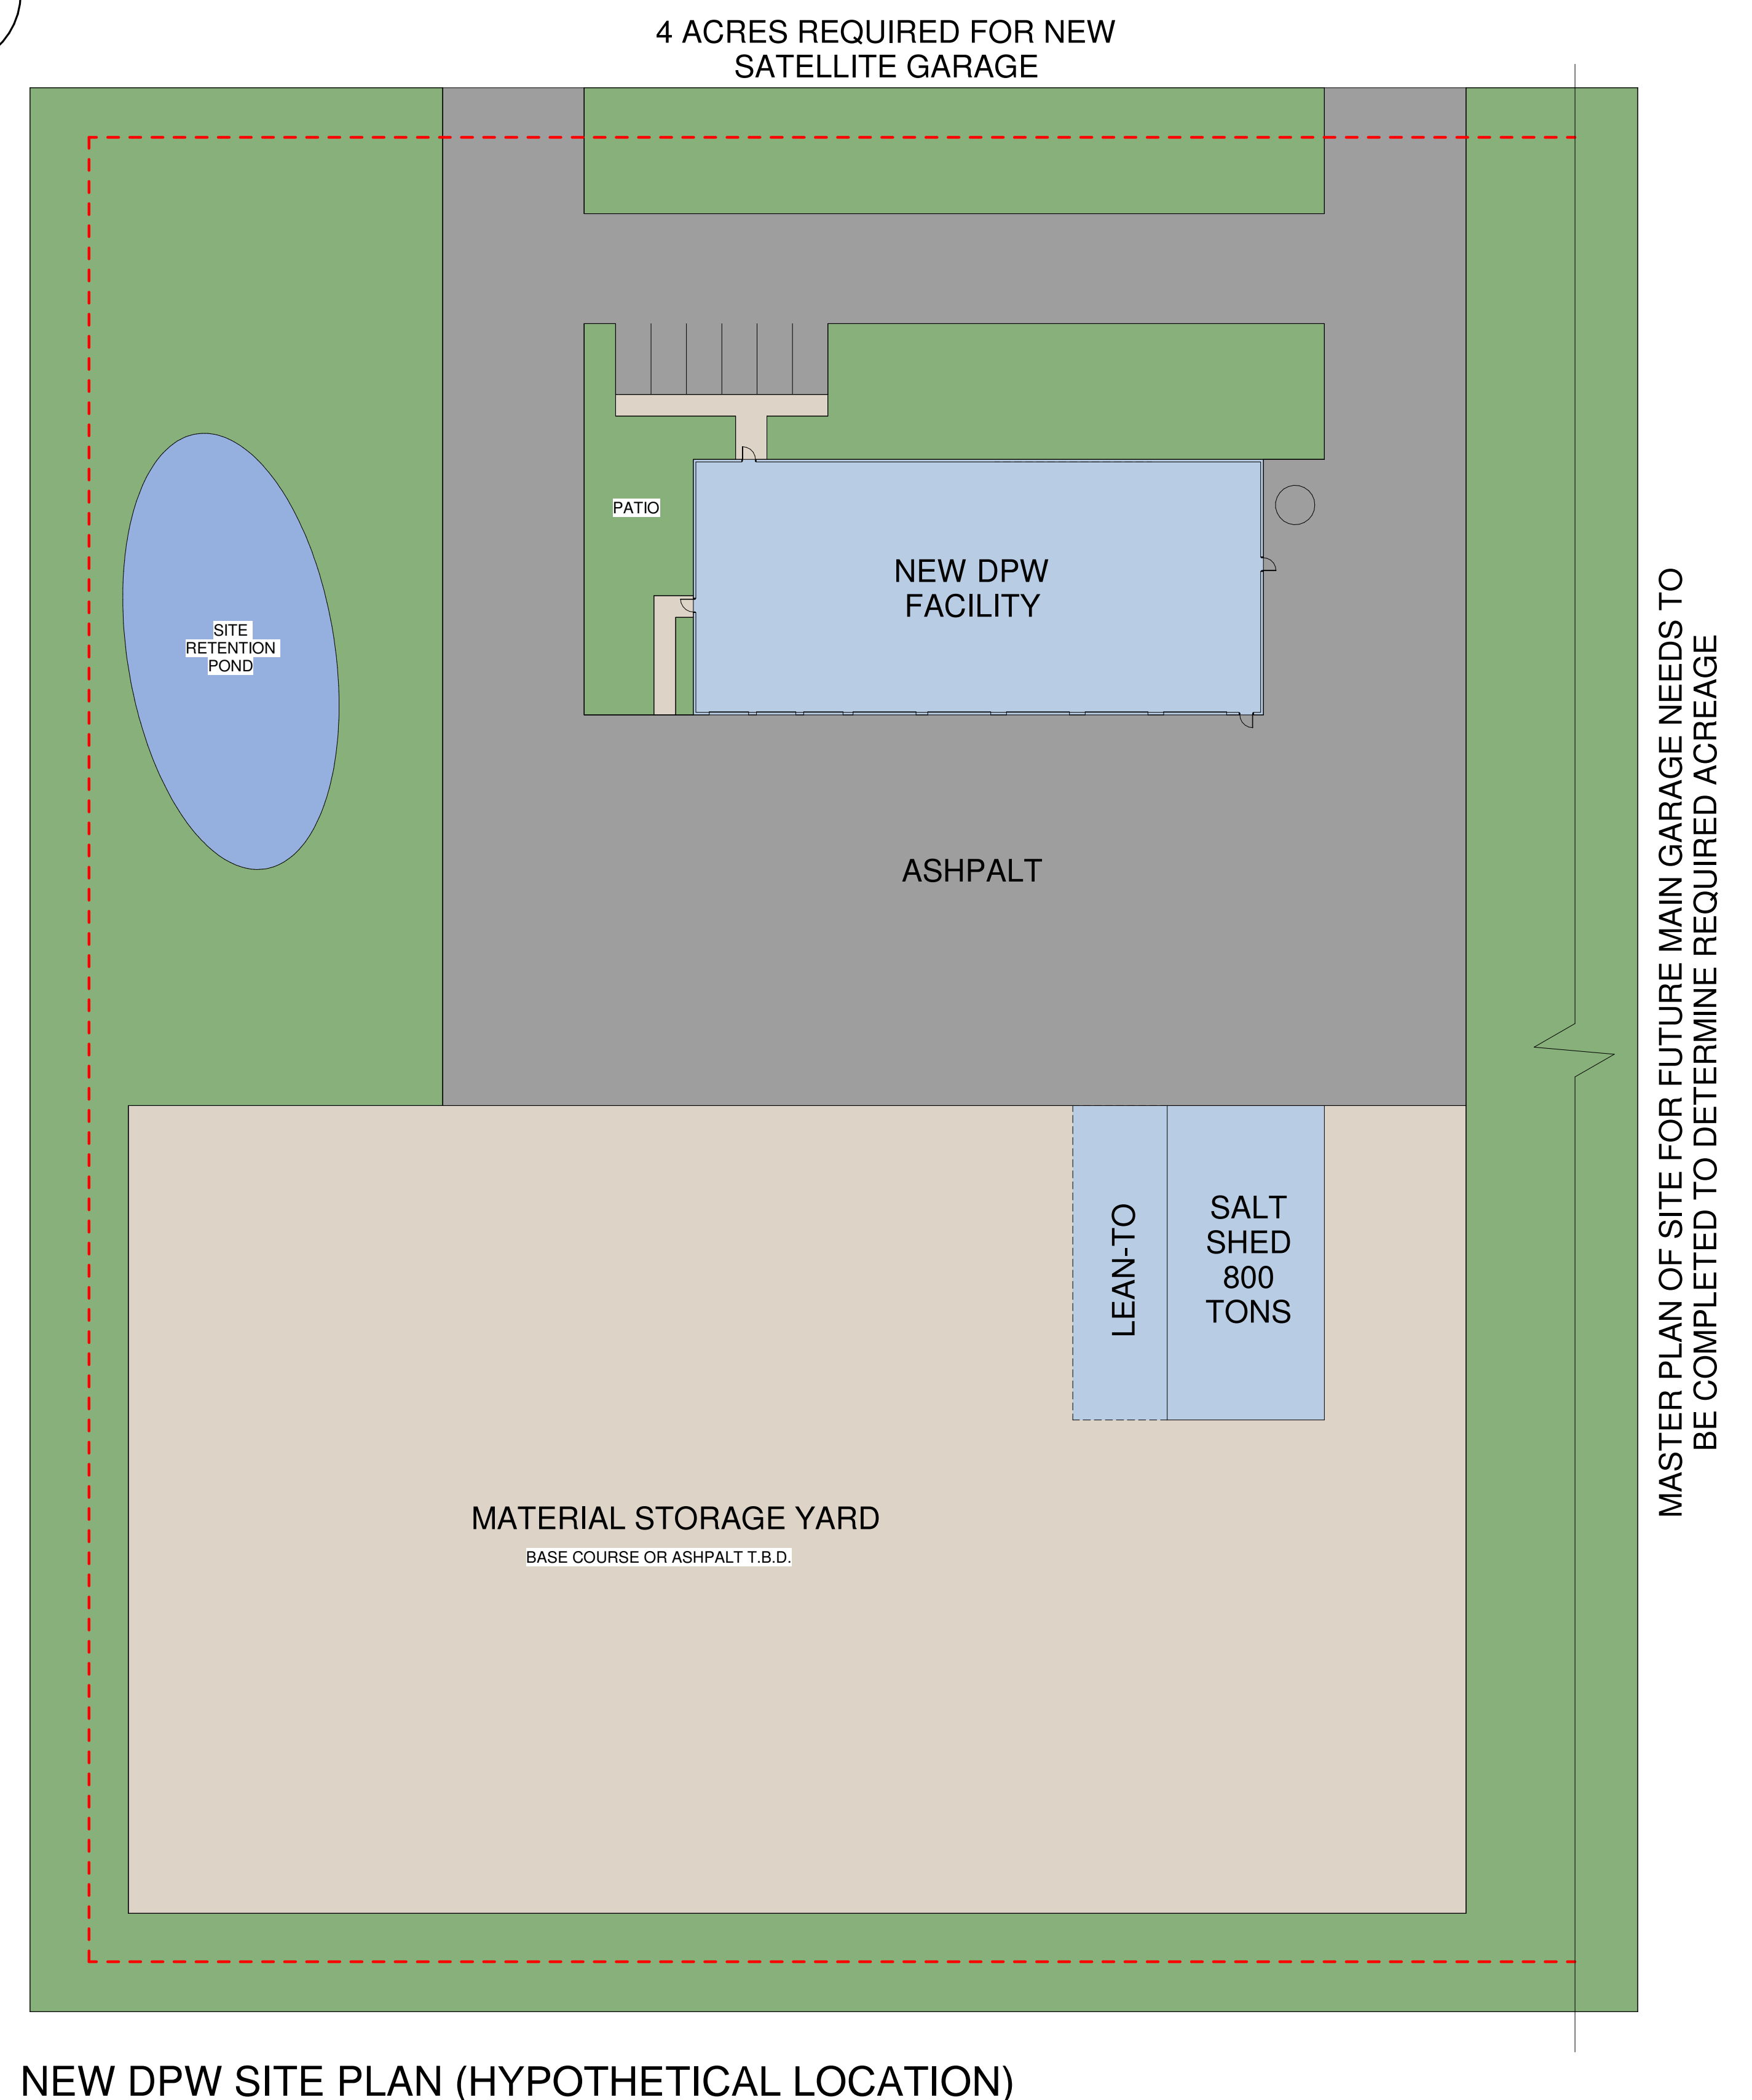 4 ACRES REQUIRED FOR NEW
SATELLITE GARAGE
PATIO
NEW DPW
FACILITY
SITE
RETENTION
POND
ASHPALT
MASTER PLAN OF SITE FOR FUTURE MAIN GARAGE NEEDS TO
BE COMPLETED TO DETERMINE REQUIRED ACREAGE
LEAN-TO
SALT
SHED
800
TONS
MATERIAL STORAGE YARD
BASE COURSE OR ASHPALT T.B.D.
NEW DPW SITE PLAN (HYPOTHETICAL LOCATION)